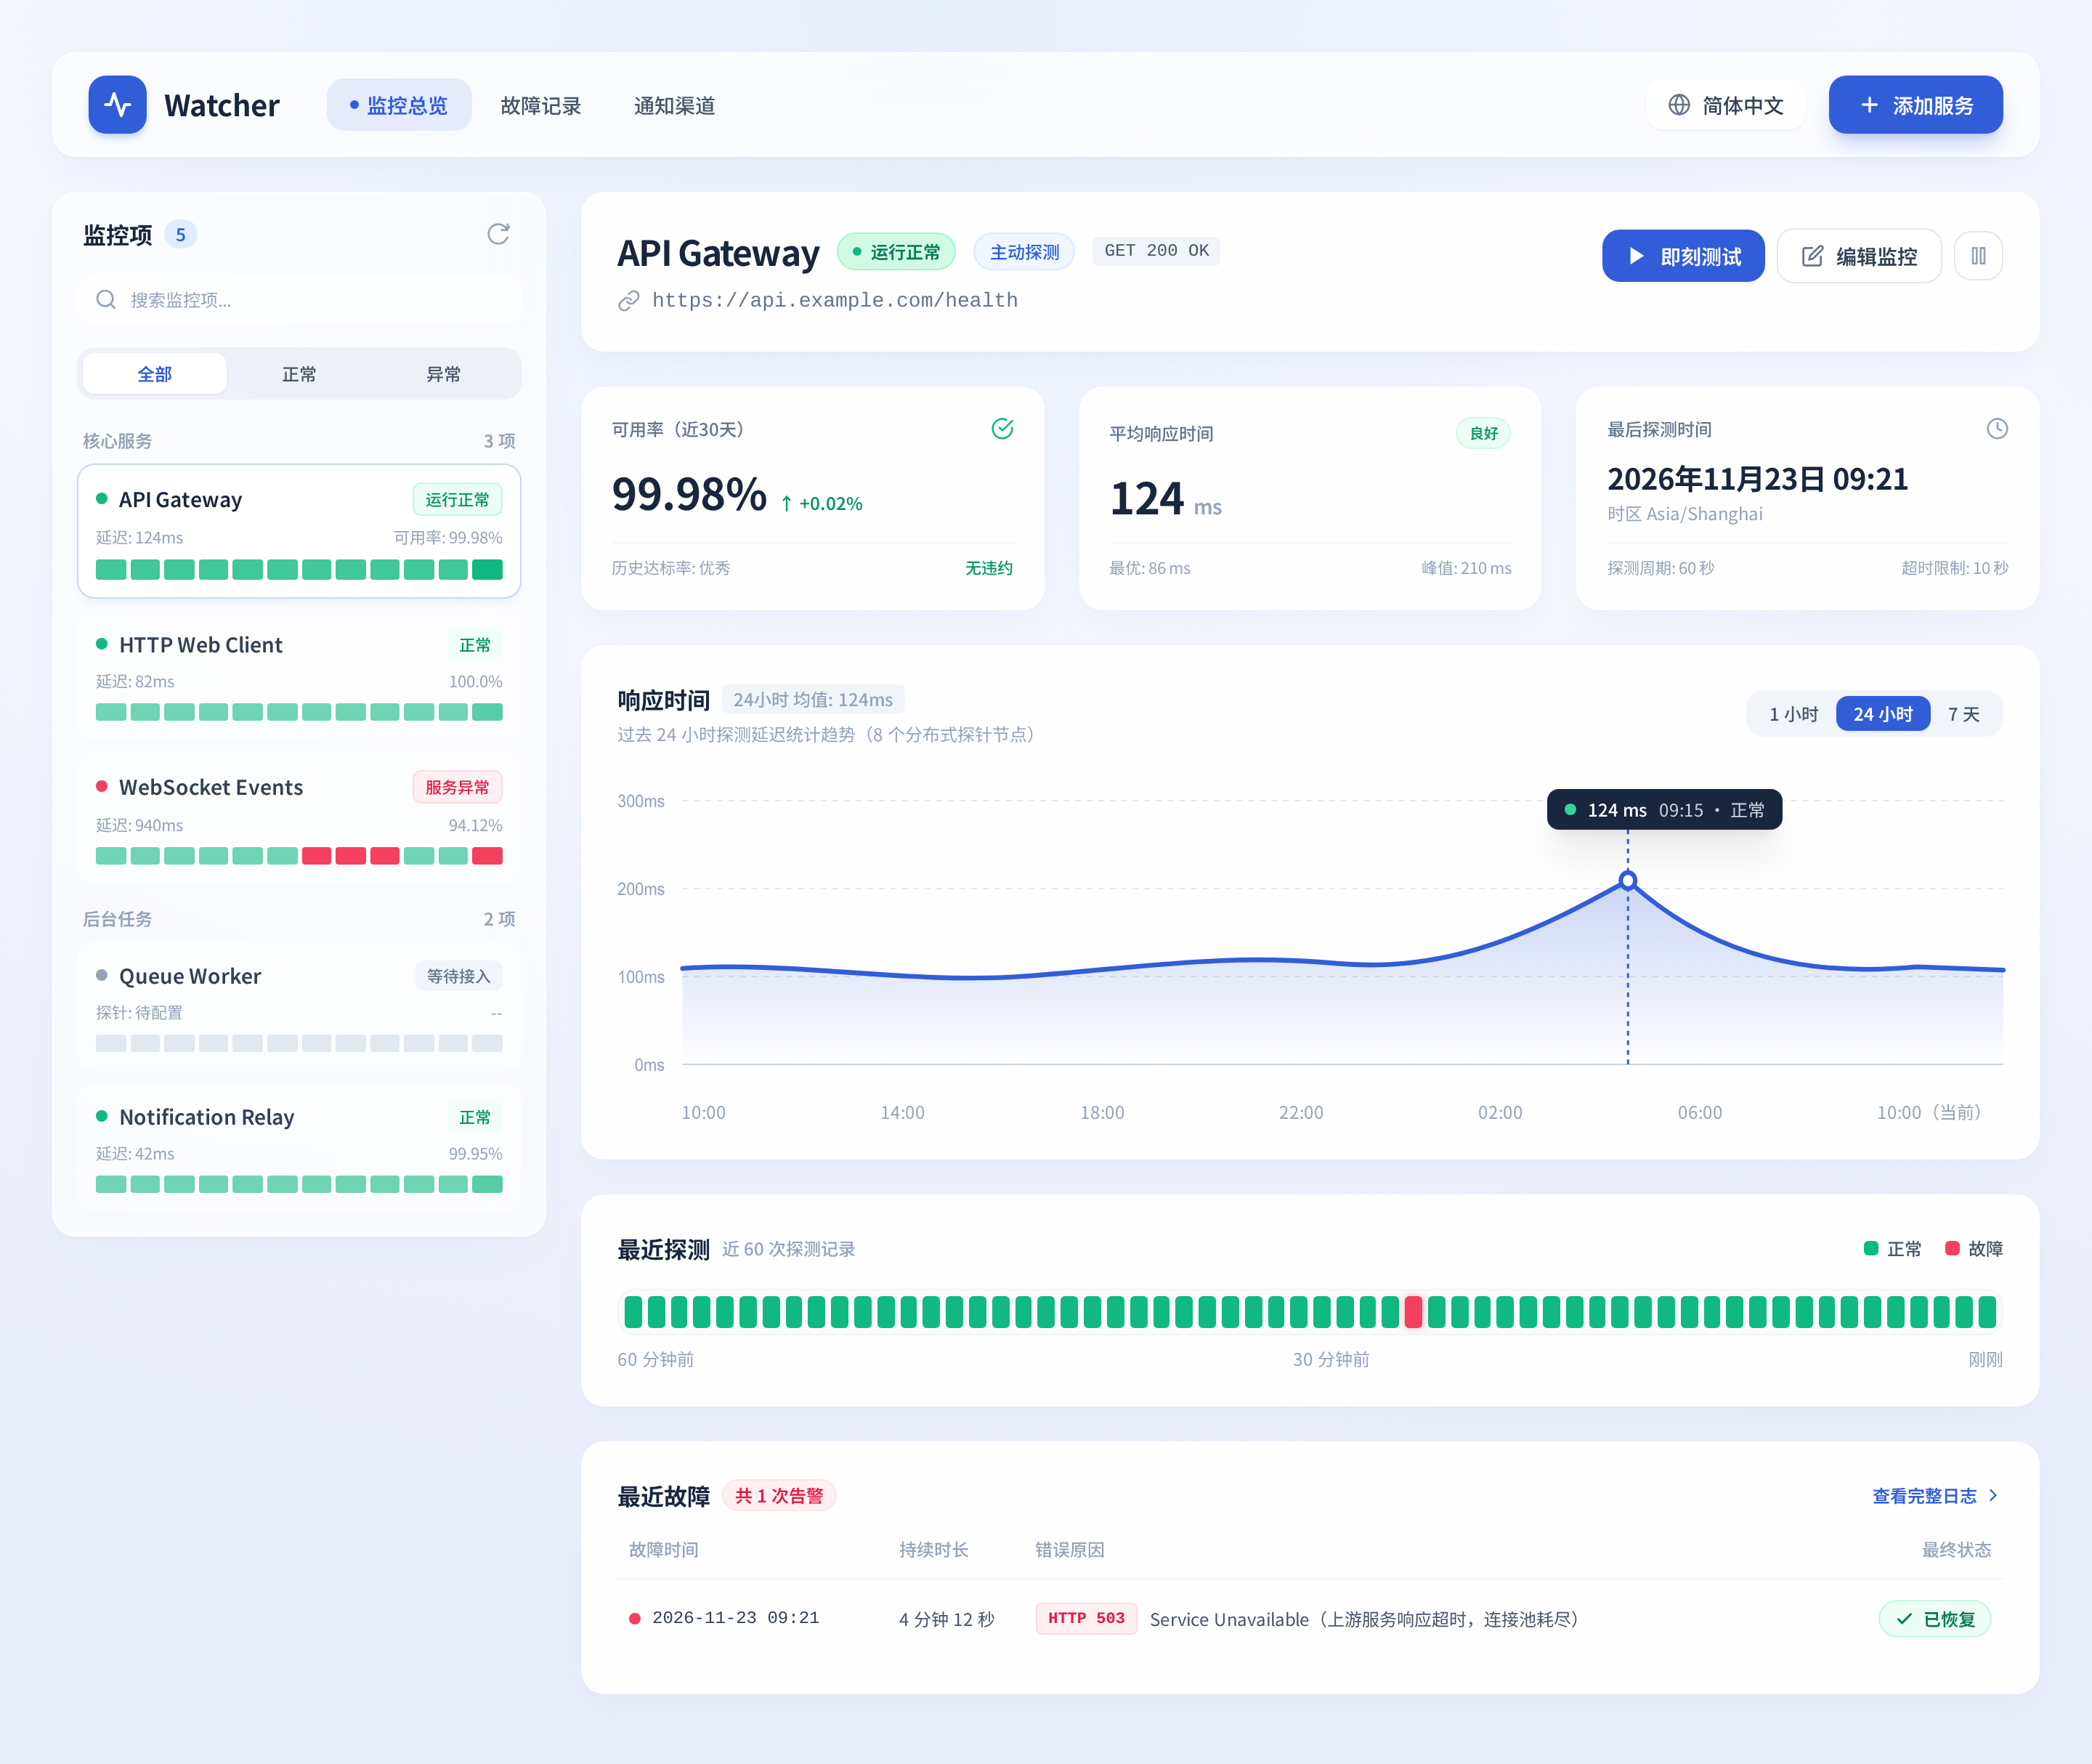 Watcher
监控总览
故障记录
通知渠道
简体中文
添加服务
监控项 5
搜索监控项...
全部 正常 异常
核心服务 3 项
API Gateway 运行正常
延迟: 124ms 可用率: 99.98%
HTTP Web Client 正常
延迟: 82ms 100.0%
WebSocket Events 服务异常
延迟: 940ms 94.12%
后台任务 2 项
Queue Worker 等待接入
探针: 待配置 --
Notification Relay 正常
延迟: 42ms 99.95%
API Gateway 运行正常 主动探测 GET 200 OK
https://api.example.com/health
即刻测试 编辑监控
可用率（近30天）
99.98% ↑ +0.02%
历史达标率: 优秀 无违约
平均响应时间 良好
124 ms
最优: 86 ms 峰值: 210 ms
最后探测时间
2026年11月23日 09:21
时区 Asia/Shanghai
探测周期: 60 秒 超时限制: 10 秒
响应时间 24小时 均值: 124ms
过去 24 小时探测延迟统计趋势（8 个分布式探针节点）
1 小时 24 小时 7 天
124 ms 09:15 • 正常
300ms
200ms
100ms
0ms
10:00 14:00 18:00 22:00 02:00 06:00 10:00（当前）
最近探测 近 60 次探测记录
正常 故障
60 分钟前 30 分钟前 刚刚
最近故障 共 1 次告警
查看完整日志
故障时间 持续时长 错误原因 最终状态
2026-11-23 09:21 4 分钟 12 秒 HTTP 503 Service Unavailable（上游服务响应超时，连接池耗尽） 已恢复